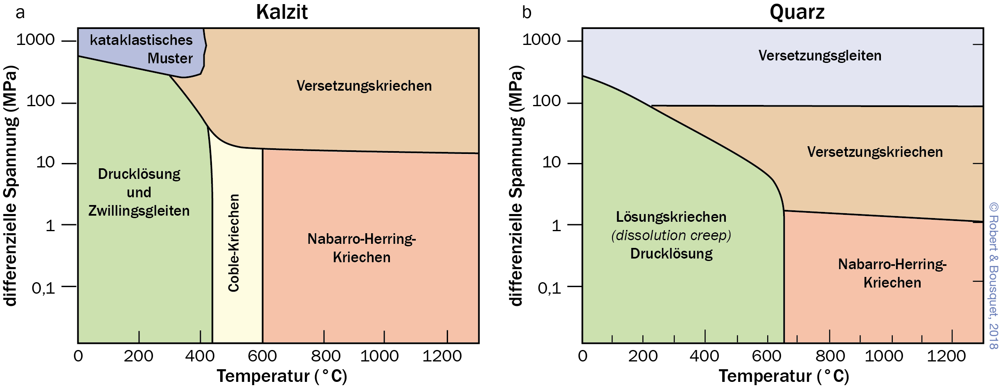 a
Kalzit
differenzielle Spannung (MPa)
1000
100
10
1
0,1
kataklastisches
Muster
Versetzungskriechen
Drucklösung
und
Zwillingsgleiten
Coble-Kriechen
Nabarro-Herring-
Kriechen
0 200 400 600 800 1000 1200
Temperatur (°C)
b
Quarz
differenzielle Spannung (MPa)
1000
100
10
1
0,1
Versetzungsgleiten
Versetzungskriechen
Lösungskriechen
(dissolution creep)
Drucklösung
Nabarro-Herring-
Kriechen
0 200 400 600 800 1000 1200
Temperatur (°C)
© Robert & Bousquet, 2018